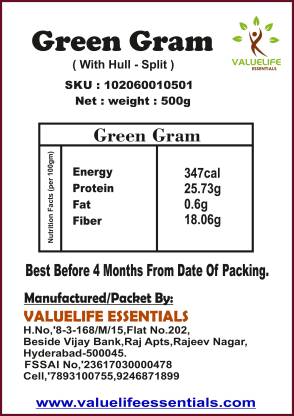 Green Gram
( With Hull - Split )
VALUELIFE
ESSENTIALS
SKU : 102060010501
Net : weight : 500g
Green Gram
Nutrition Facts (per 100gm)
Energy 347cal
Protein 25.73g
Fat 0.6g
Fiber 18.06g
Best Before 4 Months From Date Of Packing.
Manufactured/Packet By:
VALUELIFE ESSENTIALS
H.No,'8-3-168/M/15,Flat No.202,
Beside Vijay Bank,Raj Apts,Rajeev Nagar,
Hyderabad-500045.
FSSAI No,'23617030000478
Cell,'7893100755,9246871899
www.valuelifeessentials.com